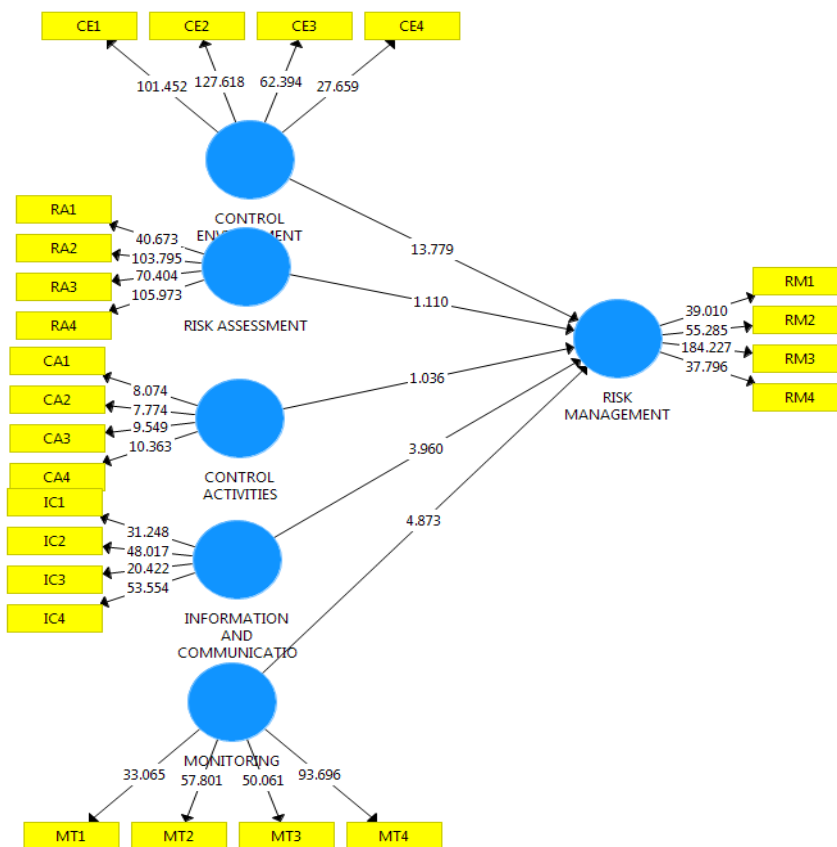 CE1
CE2
CE3
CE4
101.452
127.618
62.394
27.659
CONTROL
ENVIRONMENT
13.779
RA1
RA2
RA3
RA4
40.673
103.795
70.404
105.973
RISK ASSESSMENT
1.110
RM1
RM2
RM3
RM4
39.010
55.285
184.227
37.796
RISK
MANAGEMENT
CA1
CA2
CA3
CA4
8.074
7.774
9.549
10.363
CONTROL
ACTIVITIES
1.036
IC1
IC2
IC3
IC4
31.248
48.017
20.422
53.554
INFORMATION
AND
COMMUNICATIO
3.960
4.873
MONITORING
33.065
57.801
50.061
93.696
MT1
MT2
MT3
MT4